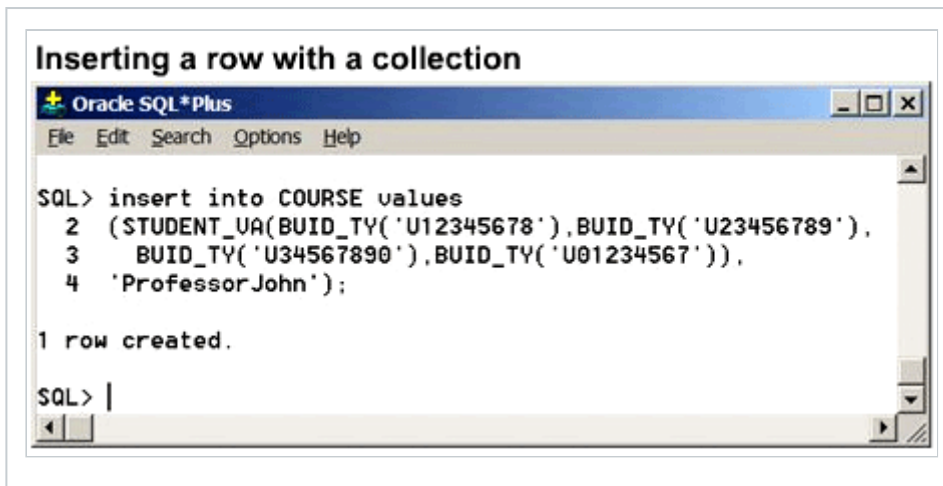 Inserting a row with a collection
Oracle SQL*Plus
File Edit Search Options Help
SQL> insert into COURSE values
2 (STUDENT_VA(BUID_TY('U12345678'),BUID_TY('U23456789'),
3 BUID_TY('U34567890'),BUID_TY('U01234567')),
4 'ProfessorJohn');
1 row created.
SQL>